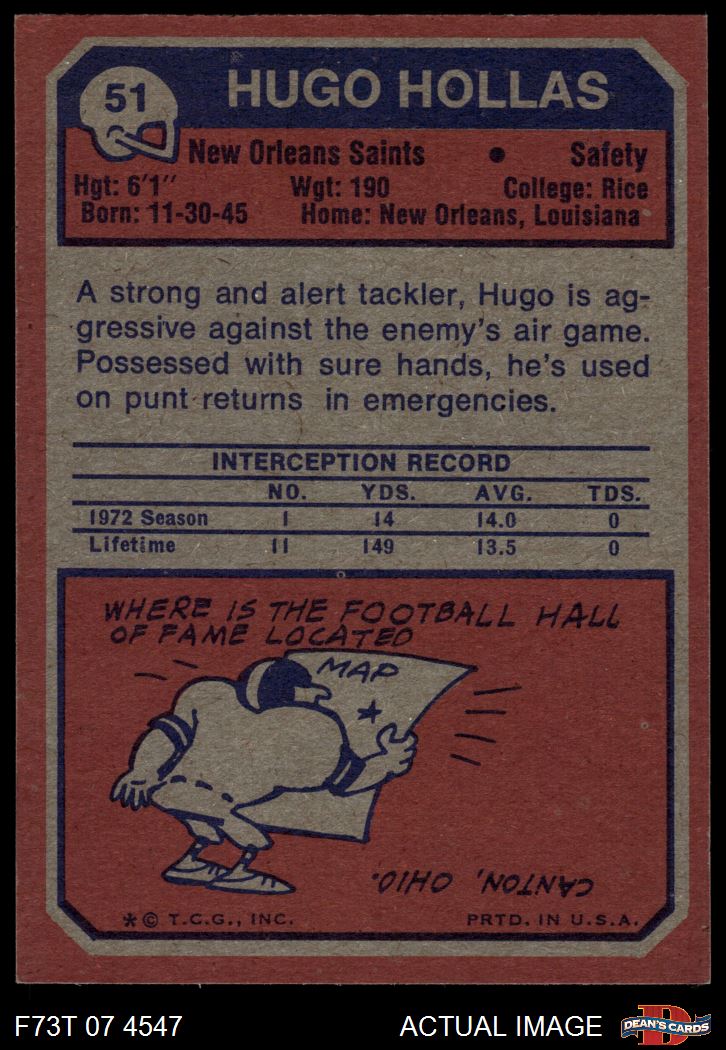 51
HUGO HOLLAS
New Orleans Saints • Safety
Hgt: 6'1" Wgt: 190 College: Rice
Born: 11-30-45 Home: New Orleans, Louisiana
A strong and alert tackler, Hugo is ag-
gressive against the enemy's air game.
Possessed with sure hands, he's used
on punt returns in emergencies.
INTERCEPTION RECORD
NO. YDS. AVG. TDS.
1972 Season 1 14 14.0 0
Lifetime 11 149 13.5 0
WHERE IS THE FOOTBALL HALL
OF FAME LOCATED
MAP
CANTON, OHIO.
* © T.C.G., INC. PRTD. IN U.S.A.
F73T 07 4547 ACTUAL IMAGE
D
DEAN'S CARDS